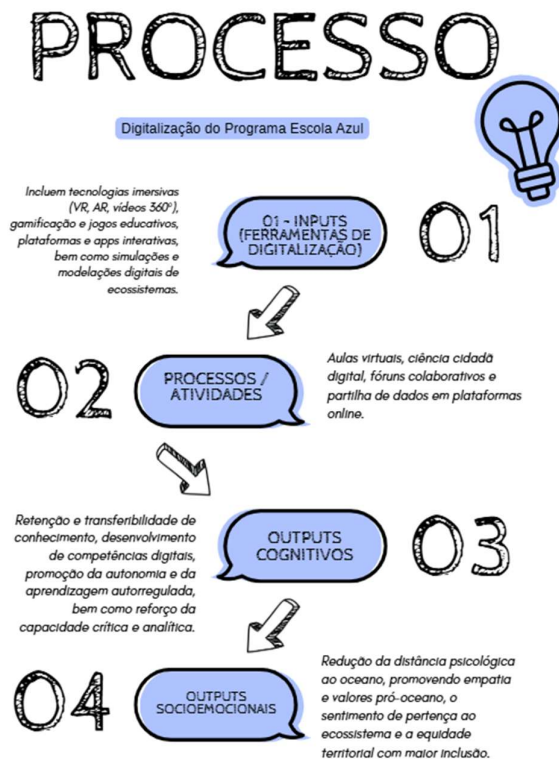 PROCESSO
Digitalização do Programa Escola Azul
Incluem tecnologias imersivas
(VR, AR, vídeos 360º),
gamificação e jogos educativos,
plataformas e apps interativas,
bem como simulações e
modelações digitais de
ecossistemas.
01 - INPUTS
(FERRAMENTAS DE
DIGITALIZAÇÃO)
01
02
PROCESSOS /
ATIVIDADES
Aulas virtuais, ciência cidadã
digital, fóruns colaborativos e
partilha de dados em plataformas
online.
Retenção e transferibilidade de
conhecimento, desenvolvimento
de competências digitais,
promoção da autonomia e da
aprendizagem autorregulada,
bem como reforço da
capacidade crítica e analítica.
OUTPUTS
COGNITIVOS
03
04
OUTPUTS
SOCIOEMOCIONAIS
Redução da distância psicológica
ao oceano, promovendo empatia
e valores pró-oceano, o
sentimento de pertença ao
ecossistema e a equidade
territorial com maior inclusão.